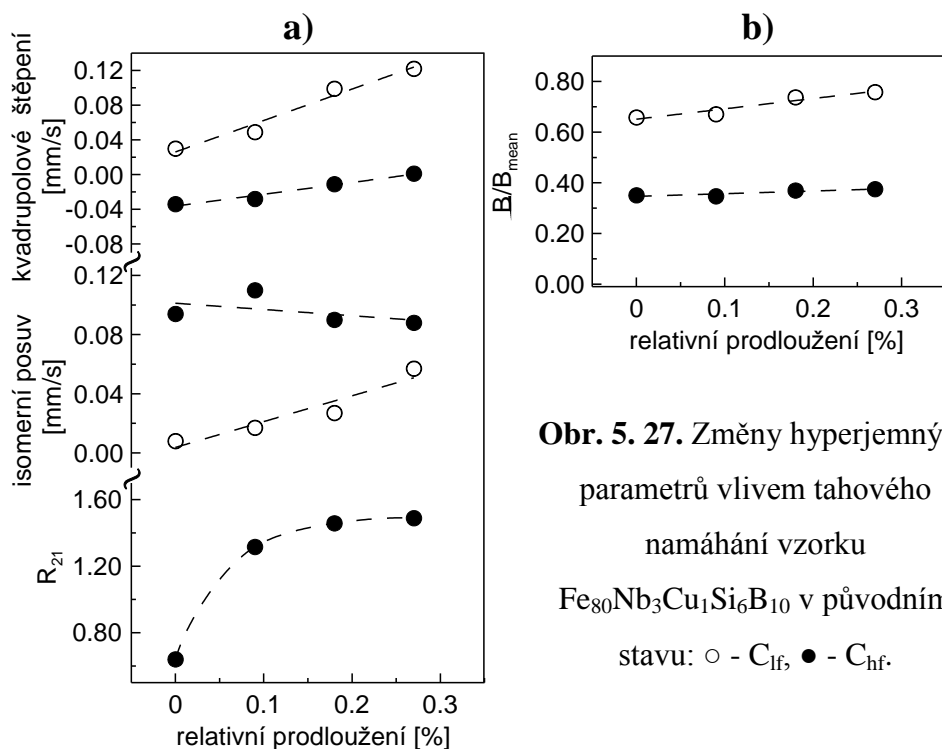 a)
kvadrupolové štěpení
[mm/s]
0.12
0.08
0.04
0.00
-0.04
-0.08
isomerní posuv
[mm/s]
0.12
0.08
0.04
0.00
R21
1.60
1.20
0.80
0 0.1 0.2 0.3
relativní prodloužení [%]
b)
B/Bmean
0.80
0.60
0.40
0.20
0.00
0 0.1 0.2 0.3
relativní prodloužení [%]
Obr. 5. 27. Změny hyperjemný
parametrů vlivem tahového
namáhání vzorku
Fe80Nb3Cu1Si6B10 v původním
stavu: ○ - Clf, ● - Chf.